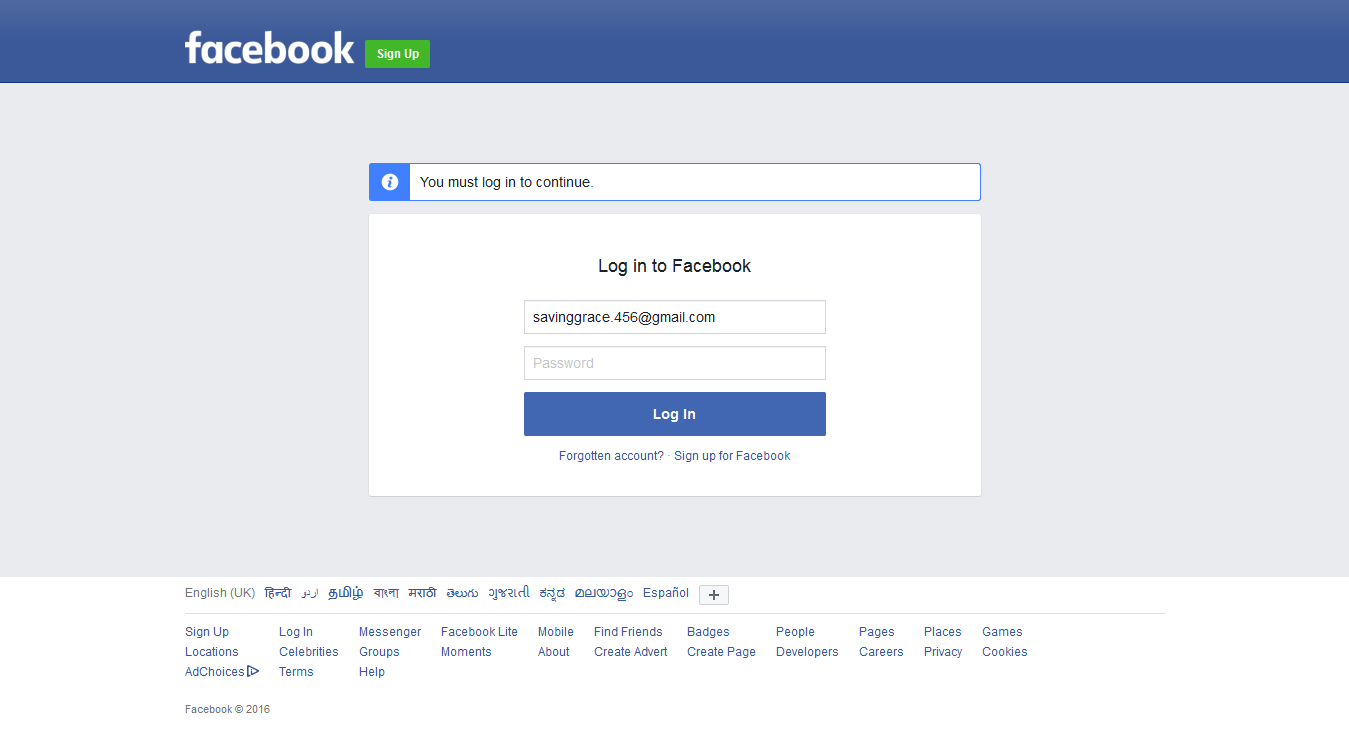 facebook Sign Up
You must log in to continue.
Log in to Facebook
savinggrace.456@gmail.com
Password
Log In
Forgotten account? · Sign up for Facebook
English (UK) हिन्दी اردو தமிழ் বাংলা मराठी తెలుగు ગુજરાતી ಕನ್ನಡ മലയാളം Español +
Sign Up Log In Messenger Facebook Lite Mobile Find Friends Badges People Pages Places Games
Locations Celebrities Groups Moments About Create Advert Create Page Developers Careers Privacy Cookies
AdChoices Terms Help
Facebook © 2016